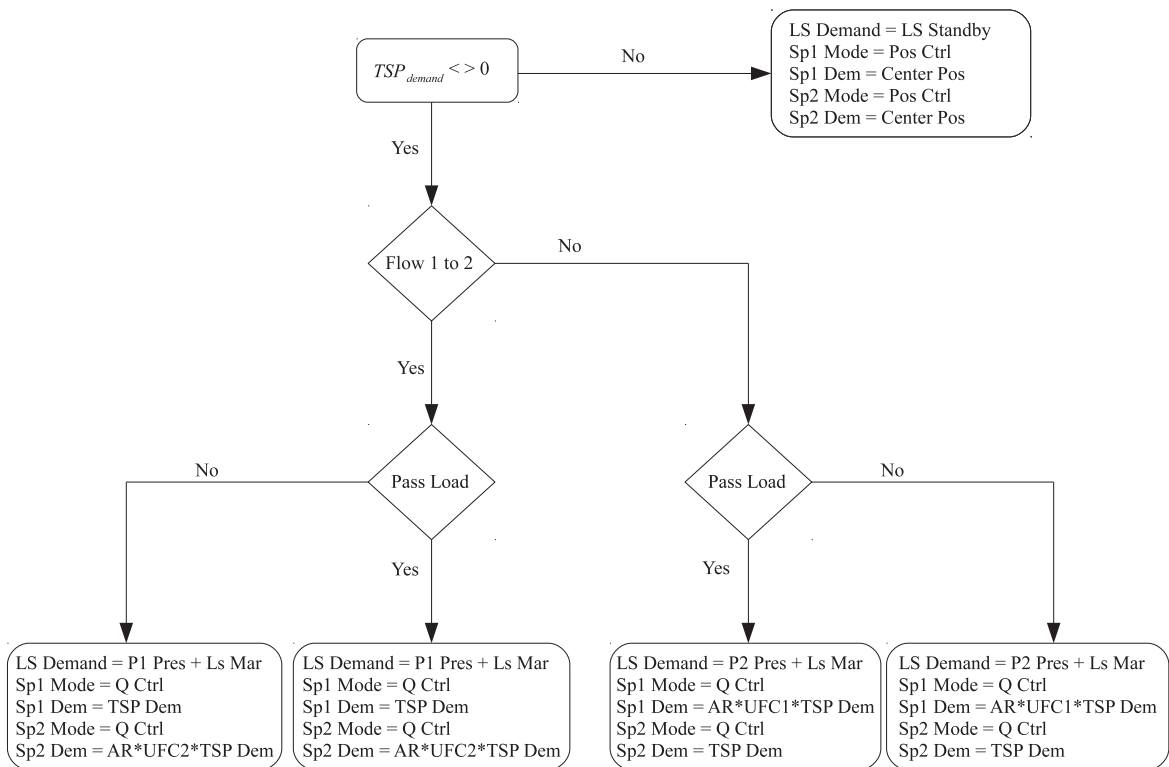 TSP demand < > 0
No
LS Demand = LS Standby
Sp1 Mode = Pos Ctrl
Sp1 Dem = Center Pos
Sp2 Mode = Pos Ctrl
Sp2 Dem = Center Pos
Yes
Flow 1 to 2
No
Yes
Pass Load
No
Yes
Pass Load
No
Yes
LS Demand = P1 Pres + Ls Mar
Sp1 Mode = Q Ctrl
Sp1 Dem = TSP Dem
Sp2 Mode = Q Ctrl
Sp2 Dem = AR*UFC2*TSP Dem
LS Demand = P1 Pres + Ls Mar
Sp1 Mode = Q Ctrl
Sp1 Dem = TSP Dem
Sp2 Mode = Q Ctrl
Sp2 Dem = AR*UFC2*TSP Dem
LS Demand = P2 Pres + Ls Mar
Sp1 Mode = Q Ctrl
Sp1 Dem = AR*UFC1*TSP Dem
Sp2 Mode = Q Ctrl
Sp2 Dem = TSP Dem
LS Demand = P2 Pres + Ls Mar
Sp1 Mode = Q Ctrl
Sp1 Dem = AR*UFC1*TSP Dem
Sp2 Mode = Q Ctrl
Sp2 Dem = TSP Dem